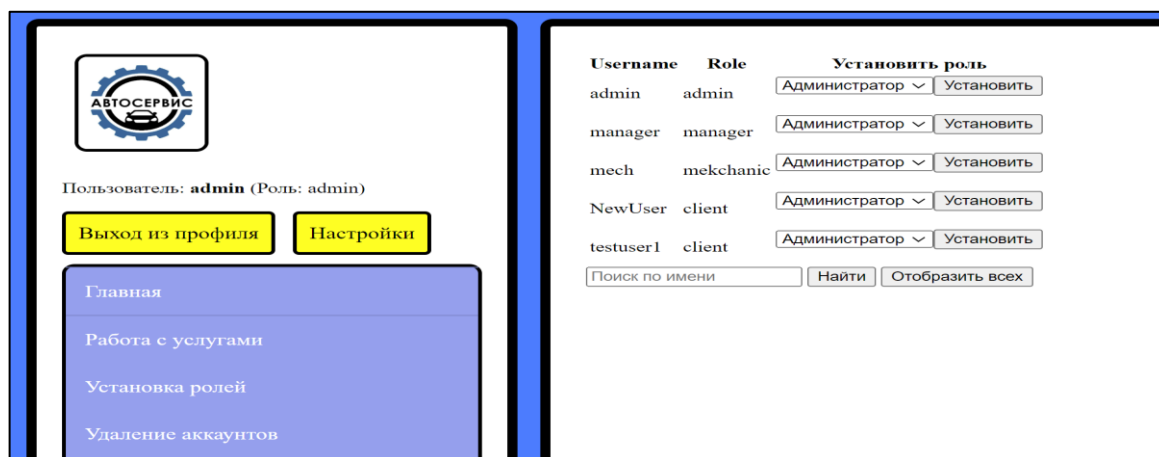 АВТОСЕРВИС
Пользователь: admin (Роль: admin)
Выход из профиля Настройки
Главная
Работа с услугами
Установка ролей
Удаление аккаунтов
Username Role Установить роль
admin admin Администратор Установить
manager manager Администратор Установить
mech mekchanic Администратор Установить
NewUser client Администратор Установить
testuser1 client Администратор Установить
Поиск по имени Найти Отобразить всех